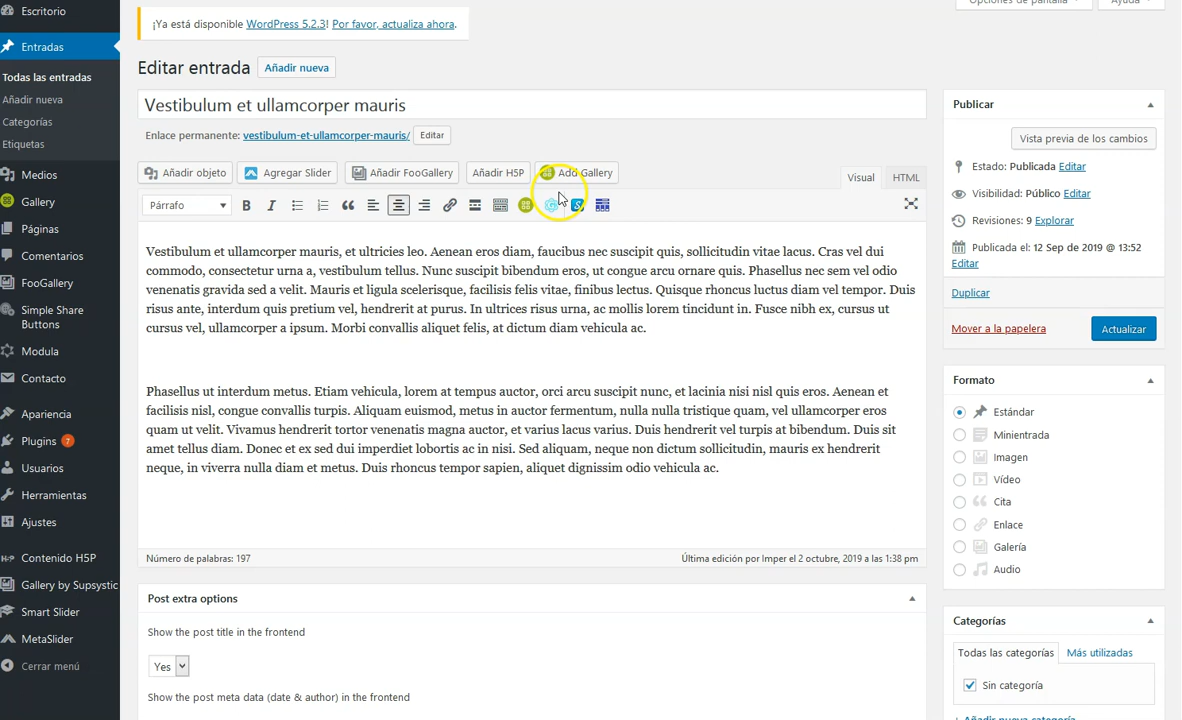 Escritorio
Entradas
Todas las entradas
Añadir nueva
Categorías
Etiquetas
Medios
Gallery
Páginas
Comentarios
FooGallery
Simple Share
Buttons
Modula
Contacto
Apariencia
Plugins 7
Usuarios
Herramientas
Ajustes
H-P Contenido H5P
Gallery by Supsystic
Smart Slider
MetaSlider
Cerrar menú
¡Ya está disponible WordPress 5.2.3! Por favor, actualiza ahora.
Opciones de pantalla
Ayuda
Editar entrada Añadir nueva
Vestibulum et ullamcorper mauris
Enlace permanente: vestibulum-et-ullamcorper-mauris/ Editar
Añadir objeto Agregar Slider Añadir FooGallery Añadir H5P Add Gallery
Visual HTML
Párrafo B I
Vestibulum et ullamcorper mauris, et ultricies leo. Aenean eros diam, faucibus nec suscipit quis, sollicitudin vitae lacus. Cras vel dui
commodo, consectetur urna a, vestibulum tellus. Nunc suscipit bibendum eros, ut congue arcu ornare quis. Phasellus nec sem vel odio
venenatis gravida sed a velit. Mauris et ligula scelerisque, facilisis felis vitae, finibus lectus. Quisque rhoncus luctus diam vel tempor. Duis
risus ante, interdum quis pretium vel, hendrerit at purus. In ultrices risus urna, ac mollis lorem tincidunt in. Fusce nibh ex, cursus ut
cursus vel, ullamcorper a ipsum. Morbi convallis aliquet felis, at dictum diam vehicula ac.
Phasellus ut interdum metus. Etiam vehicula, lorem at tempus auctor, orci arcu suscipit nunc, et lacinia nisi nisl quis eros. Aenean et
facilisis nisl, congue convallis turpis. Aliquam euismod, metus in auctor fermentum, nulla nulla tristique quam, vel ullamcorper eros
quam ut velit. Vivamus hendrerit tortor venenatis magna auctor, et varius lacus varius. Duis hendrerit vel turpis at bibendum. Duis sit
amet tellus diam. Donec et ex sed dui imperdiet lobortis ac in nisi. Sed aliquam, neque non dictum sollicitudin, mauris ex hendrerit
neque, in viverra nulla diam et metus. Duis rhoncus tempor sapien, aliquet dignissim odio vehicula ac.
Número de palabras: 197 Última edición por Imper el 2 octubre, 2019 a las 1:38 pm
Post extra options
Show the post title in the frontend
Yes
Show the post meta data (date & author) in the frontend
Publicar
Vista previa de los cambios
Estado: Publicada Editar
Visibilidad: Público Editar
Revisiones: 9 Explorar
Publicada el: 12 Sep de 2019 @ 13:52
Editar
Duplicar
Mover a la papelera Actualizar
Formato
Estándar
Minientrada
Imagen
Vídeo
Cita
Enlace
Galería
Audio
Categorías
Todas las categorías Más utilizadas
Sin categoría
+ Añadir nueva categoría